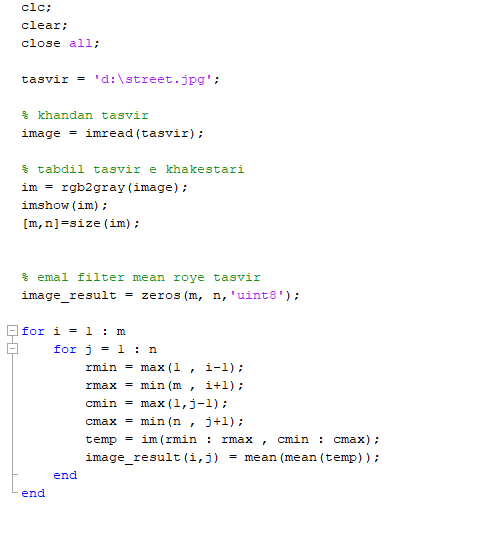 clc;
clear;
close all;
tasvir = 'd:\street.jpg';
% khandan tasvir
image = imread(tasvir);
% tabdil tasvir e khakestari
im = rgb2gray(image);
imshow(im);
[m,n]=size(im);
% emal filter mean roye tasvir
image_result = zeros(m, n,'uint8');
for i = 1 : m
for j = 1 : n
rmin = max(1 , i-1);
rmax = min(m , i+1);
cmin = max(1,j-1);
cmax = min(n , j+1);
temp = im(rmin : rmax , cmin : cmax);
image_result(i,j) = mean(mean(temp));
end
end